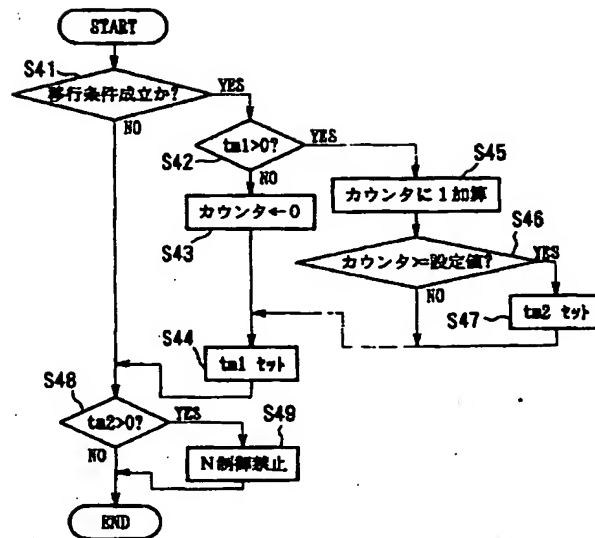 START
S41
移行条件成立か?
YES
NO
tm1>0?
YES
S42
NO
S45
カウンタ←0
カウンタに1加算
S43
S46
カウンタ>=設定値?
YES
NO
S47
tm2 セット
S44
tm1 セット
S48
tm2>0?
YES
S49
NO
N制御禁止
END